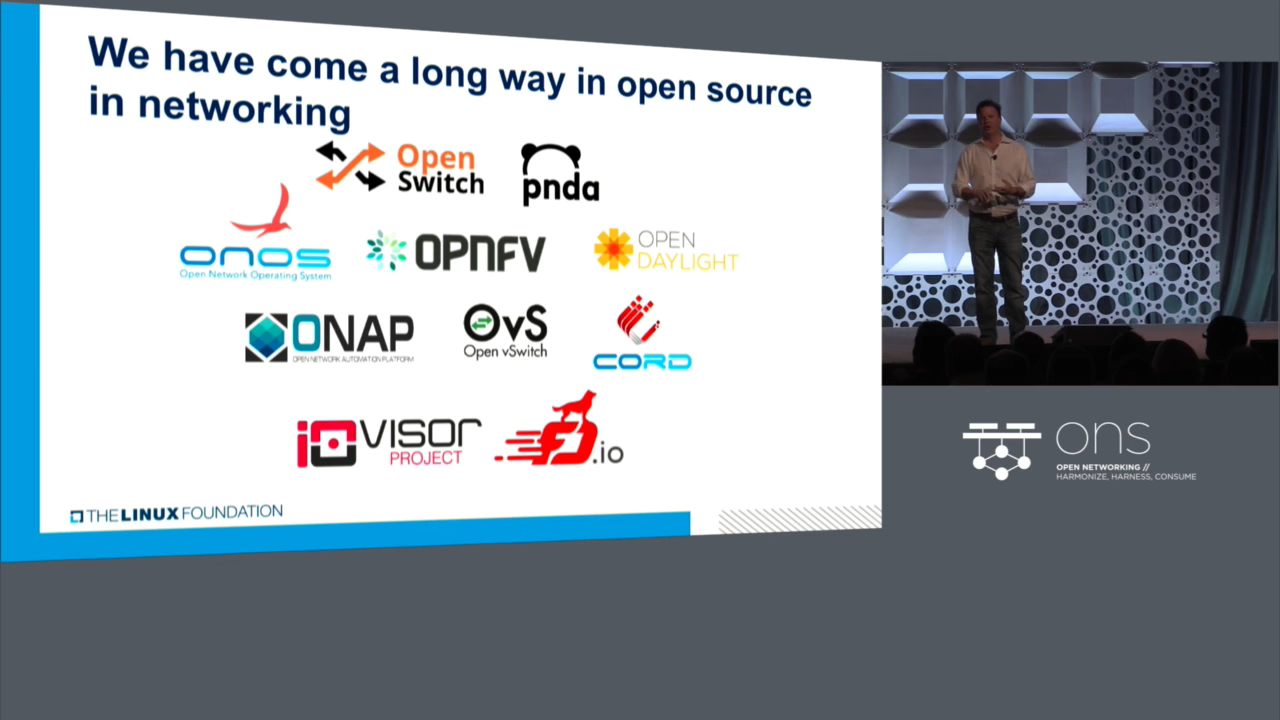 We have come a long way in open source
in networking
Open
Switch
pnda
onos
Open Network Operating System
OPNFV
OPEN
DAYLIGHT
ONAP
OPEN NETWORK AUTOMATION PLATFORM
OvS
Open vSwitch
CORD
io VISOR
PROJECT
FD.io
THE LINUX FOUNDATION
ons
OPEN NETWORKING //
HARMONIZE, HARNESS, CONSUME